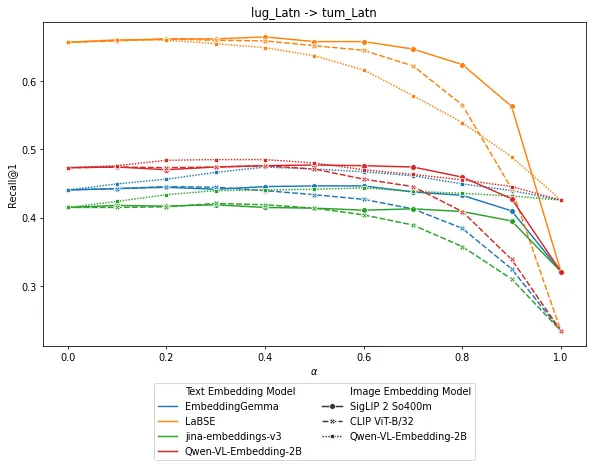 lug_Latn -> tum_Latn
Recall@1
0.6
0.5
0.4
0.3
0.0 0.2 0.4 0.6 0.8 1.0
α
Text Embedding Model Image Embedding Model
EmbeddingGemma SigLIP 2 So400m
LaBSE CLIP ViT-B/32
jina-embeddings-v3 Qwen-VL-Embedding-2B
Qwen-VL-Embedding-2B